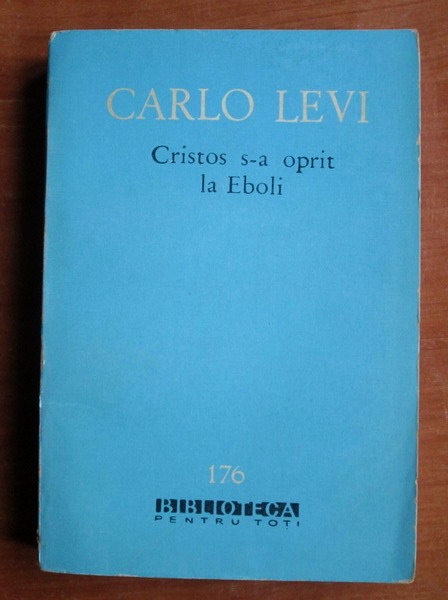 CARLO LEVI
Cristos s-a oprit
la Eboli
176
BIBLIOTECA
PENTRU TOȚI